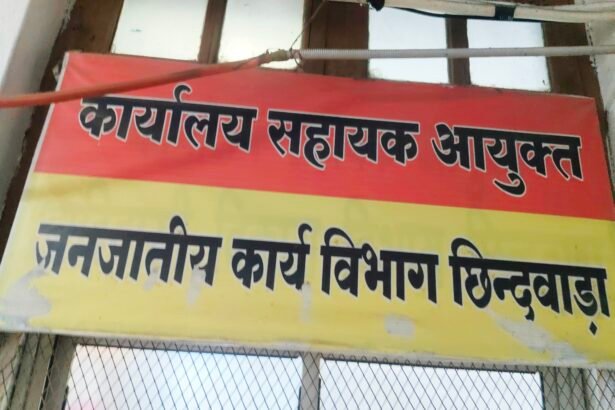 कार्यालय सहायक आयुक्त
जनजातीय कार्य विभाग छिन्दवाड़ा